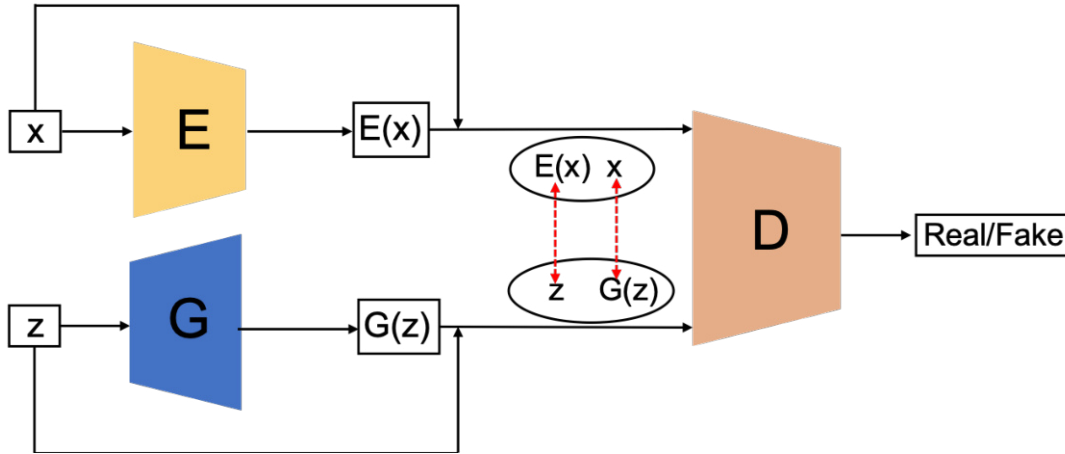 x
E
E(x)
E(x) x
D
Real/Fake
z G(z)
z
G
G(z)